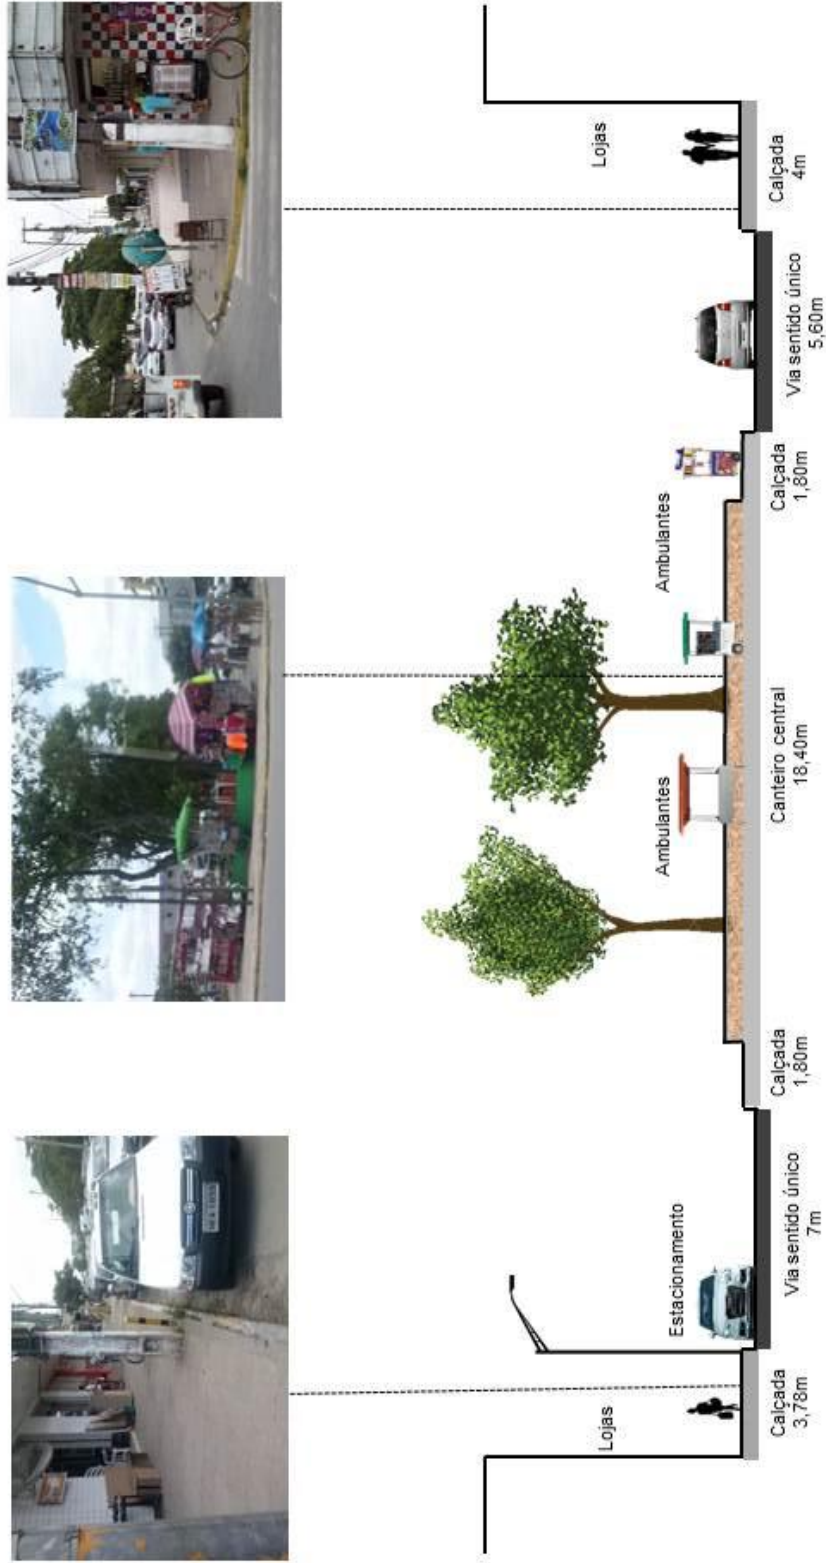 Lojas
Estacionamento
Ambulantes
Ambulantes
Lojas
Calçada
3,78m
Via sentido único
7m
Calçada
1,80m
Canteiro central
18,40m
Calçada
1,80m
Via sentido único
5,60m
Calçada
4m